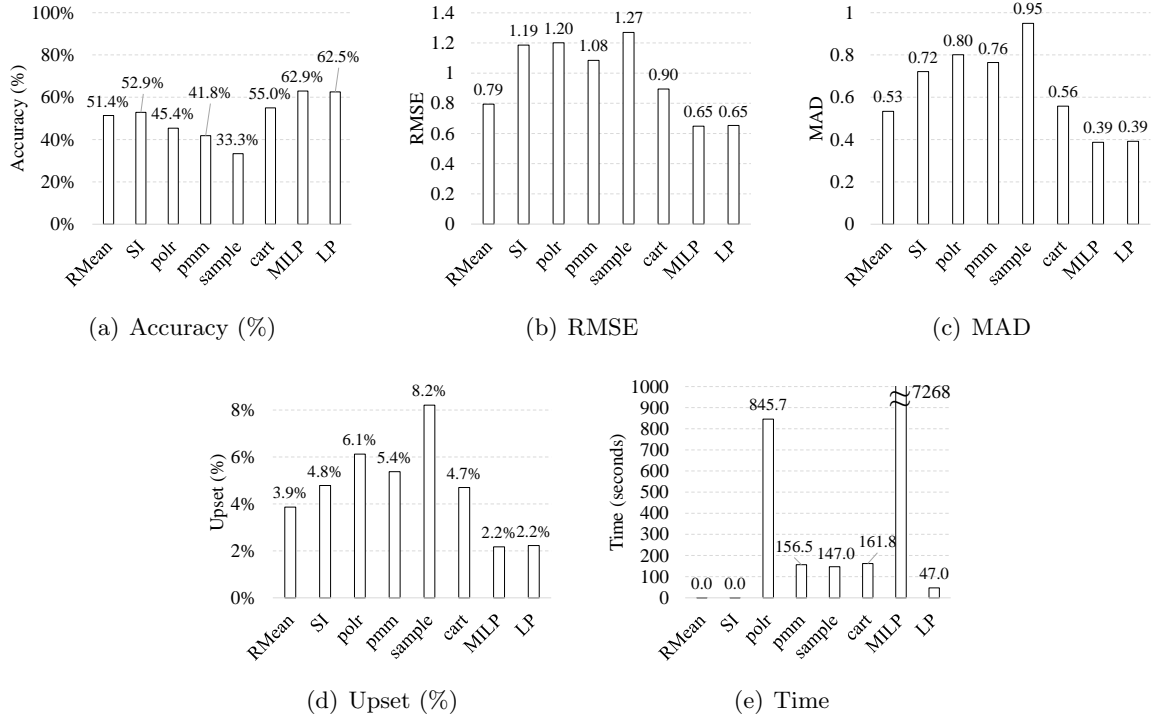 100%
80%
60%
40%
20%
0%
Accuracy (%)
51.4%
52.9%
45.4%
41.8%
33.3%
55.0%
62.9%
62.5%
RMean
SI
polr
pmm
sample
cart
MILP
LP
(a) Accuracy (%)
1.4
1.2
1
0.8
0.6
0.4
0.2
0
RMSE
0.79
1.19
1.20
1.08
1.27
0.90
0.65
0.65
RMean
SI
polr
pmm
sample
cart
MILP
LP
(b) RMSE
1
0.8
0.6
0.4
0.2
0
MAD
0.53
0.72
0.80
0.76
0.95
0.56
0.39
0.39
RMean
SI
polr
pmm
sample
cart
MILP
LP
(c) MAD
8%
6%
4%
2%
0%
Upset (%)
3.9%
4.8%
6.1%
5.4%
8.2%
4.7%
2.2%
2.2%
RMean
SI
polr
pmm
sample
cart
MILP
LP
(d) Upset (%)
1000
900
800
700
600
500
400
300
200
100
0
Time (seconds)
0.0
0.0
845.7
156.5
147.0
161.8
≈7268
47.0
RMean
SI
polr
pmm
sample
cart
MILP
LP
(e) Time